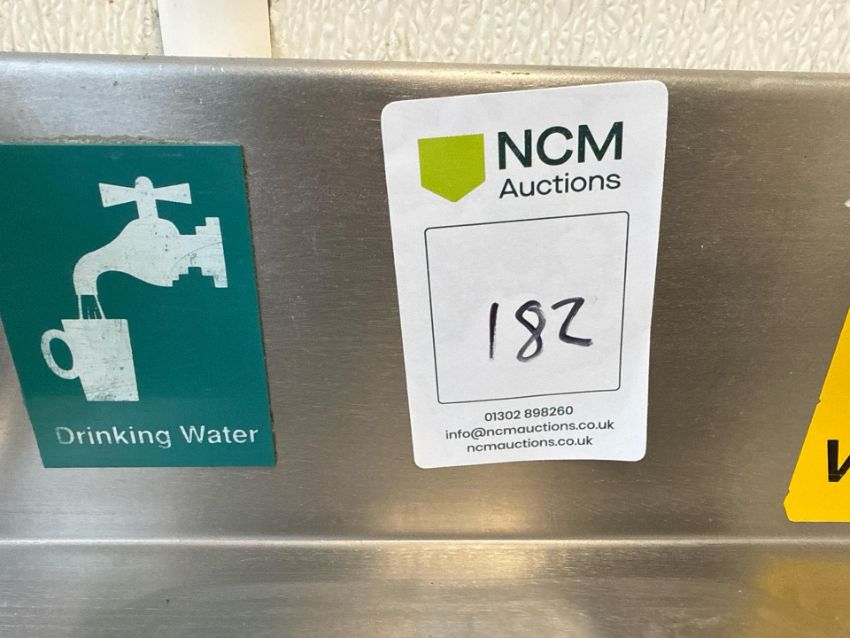 Drinking Water
NCM
Auctions
182
01302 898260
info@ncmauctions.co.uk
ncmauctions.co.uk